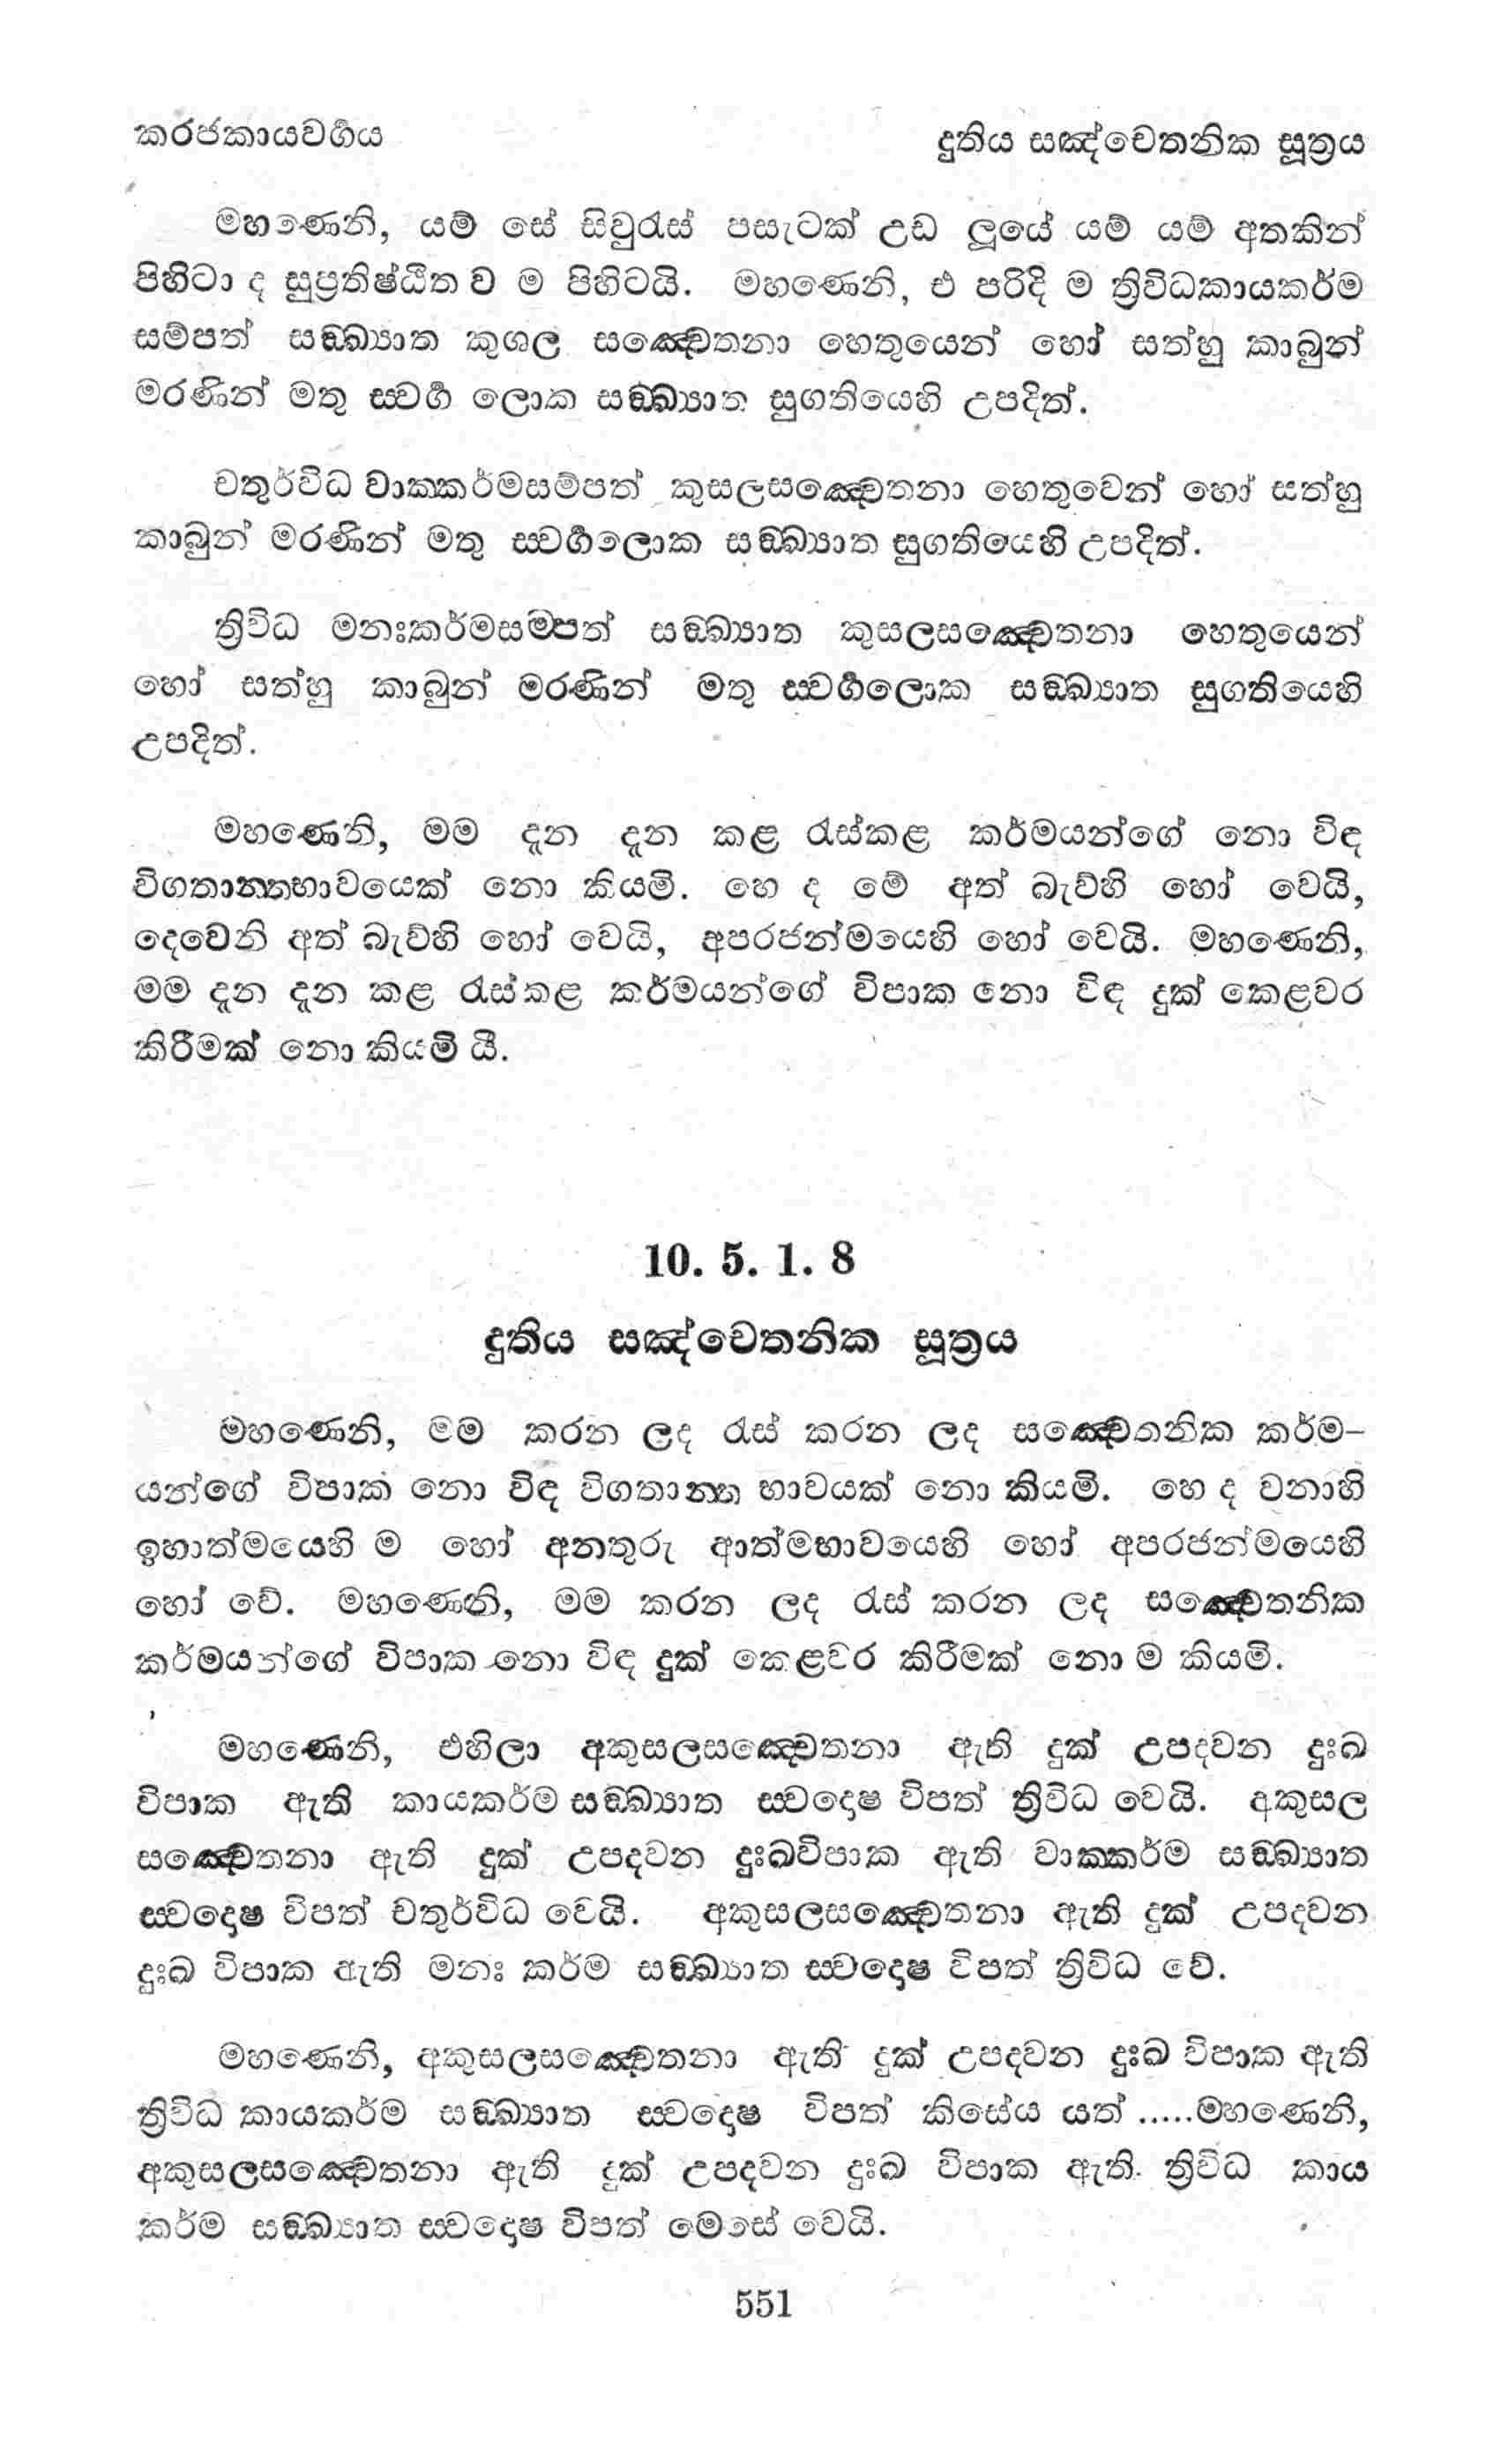 කරජකායවර්‍ගය
දුතිය සඤ්චෙතනික සූත්‍රය
මහණෙනි, යම් සේ සිවුරැස් පසැටක් උඩ ලූයේ යම් යම් අතකින්
පිහිටා ද සුප්‍රතිෂ්ඨිත ව ම පිහිටයි. මහණෙනි, එ පරිදි ම ත්‍රිවිධකායකර්ම
සම්පත් සඞ්ඛ්‍යාත කුශල සඤ්චෙතනා හෙතුයෙන් හෝ සත්හු කාබුන්
මරණින් මතු ස්වර්‍ග ලොක සඞ්ඛ්‍යාත සුගතියෙහි උපදිත්.
චතුර්විධ වාක්කර්මසම්පත් කුසලසඤ්චෙතනා හෙතුවෙන් හෝ සත්හු
කාබුන් මරණින් මතු ස්වර්‍ගලොක සඞ්ඛ්‍යාත සුගතියෙහි උපදිත්.
ත්‍රිවිධ මනඃකර්මසම්පත් සඞ්ඛ්‍යාත කුසලසඤ්චෙතනා හෙතුයෙන්
හෝ සත්හු කාබුන් මරණින් මතු ස්වර්‍ගලොක සඞ්ඛ්‍යාත සුගතියෙහි
උපදිත්.
මහණෙනි, මම දැන දැන කළ රැස්කළ කර්මයන්ගේ නො විඳ
විගතාන්තභාවයෙක් නො කියමි. හෙ ද මේ අත් බැව්හි හෝ වෙයි,
දෙවෙනි අත් බැව්හි හෝ වෙයි, අපරජන්මයෙහි හෝ වෙයි. මහණෙනි,
මම දැන දැන කළ රැස්කළ කර්මයන්ගේ විපාක නො විඳ දුක් කෙළවර
කිරීමක් නො කියමි යී.
10. 5. 1. 8
දුතිය සඤ්චෙතනික සූත්‍රය
මහණෙනි, මම කරන ලද රැස් කරන ලද සඤ්චෙතනික කර්ම-
යන්ගේ විපාක නො විඳ විගතාන්ත භාවයක් නො කියමි. හෙ ද වනාහි
ඉහාත්මයෙහි ම හෝ අනතුරු ආත්මභාවයෙහි හෝ අපරජන්මයෙහි
හෝ වේ. මහණෙනි, මම කරන ලද රැස් කරන ලද සඤ්චෙතනික
කර්මයන්ගේ විපාක නො විඳ දුක් කෙළවර කිරීමක් නො ම කියමි.
මහණෙනි, එහිලා අකුසලසඤ්චෙතනා ඇති දුක් උපදවන දුඃඛ
විපාක ඇති කායකර්ම සඞ්ඛ්‍යාත ස්වදොෂ විපත් ත්‍රිවිධ වෙයි. අකුසල
සඤ්චෙතනා ඇති දුක් උපදවන දුඃඛවිපාක ඇති වාක්කර්ම සඞ්ඛ්‍යාත
ස්වදොෂ විපත් චතුර්විධ වෙයි. අකුසලසඤ්චෙතනා ඇති දුක් උපදවන
දුඃඛ විපාක ඇති මනඃ කර්ම සඞ්ඛ්‍යාත ස්වදොෂ විපත් ත්‍රිවිධ වේ.
මහණෙනි, අකුසලසඤ්චෙතනා ඇති දුක් උපදවන දුඃඛ විපාක ඇති
ත්‍රිවිධ කායකර්ම සඞ්ඛ්‍යාත ස්වදොෂ විපත් කිසේය යත් .....මහණෙනි,
අකුසලසඤ්චෙතනා ඇති දුක් උපදවන දුඃඛ විපාක ඇති. ත්‍රිවිධ කාය
කර්ම සඞ්ඛ්‍යාත ස්වදොෂ විපත් මෙසේ වෙයි.
551